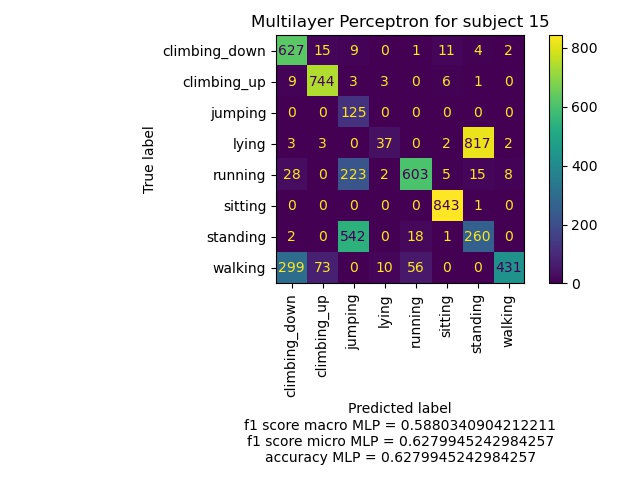 Multilayer Perceptron for subject 15
climbing_down 627 15 9 0 1 11 4 2
climbing_up 9 744 3 3 0 6 1 0
jumping 0 0 125 0 0 0 0 0
lying 3 3 0 37 0 2 817 2
running 28 0 223 2 603 5 15 8
sitting 0 0 0 0 0 843 1 0
standing 2 0 542 0 18 1 260 0
walking 299 73 0 10 56 0 0 431
True label
800
600
400
200
0
climbing_down
climbing_up
jumping
lying
running
sitting
standing
walking
Predicted label
f1 score macro MLP = 0.5880340904212211
f1 score micro MLP = 0.6279945242984257
accuracy MLP = 0.6279945242984257